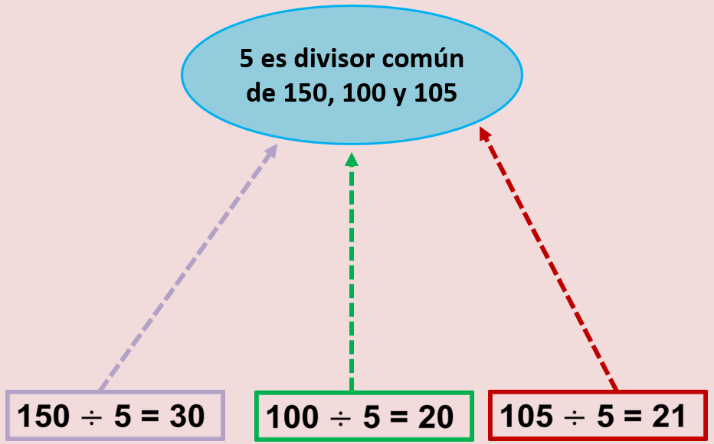 5 es divisor común
de 150, 100 y 105
150 ÷ 5 = 30
100 ÷ 5 = 20
105 ÷ 5 = 21